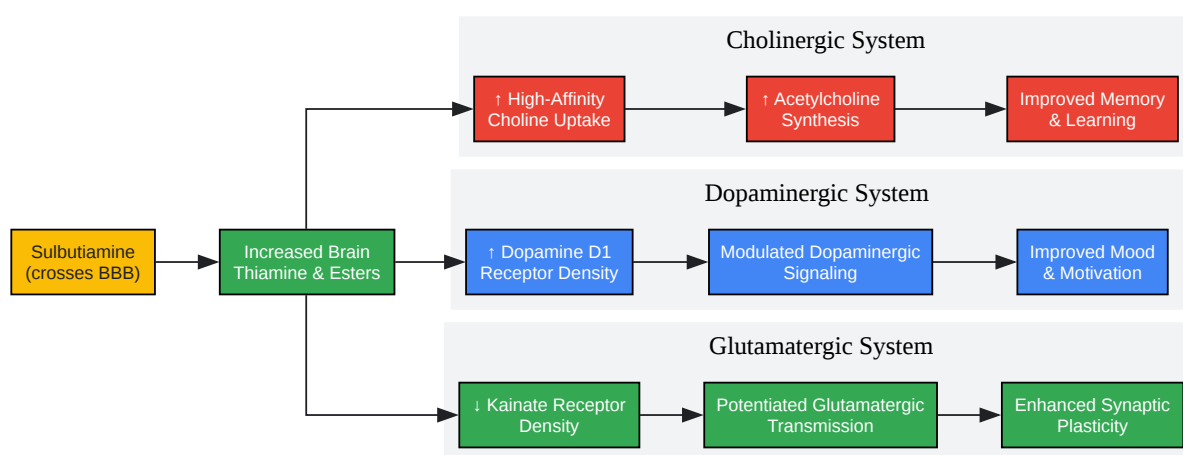 Cholinergic System
↑ High-Affinity
Choline Uptake
↑ Acetylcholine
Synthesis
Improved Memory
& Learning
Dopaminergic System
Sulbutiamine
(crosses BBB)
Increased Brain
Thiamine & Esters
↑ Dopamine D1
Receptor Density
Modulated Dopaminergic
Signaling
Improved Mood
& Motivation
Glutamatergic System
↓ Kainate Receptor
Density
Potentiated Glutamatergic
Transmission
Enhanced Synaptic
Plasticity